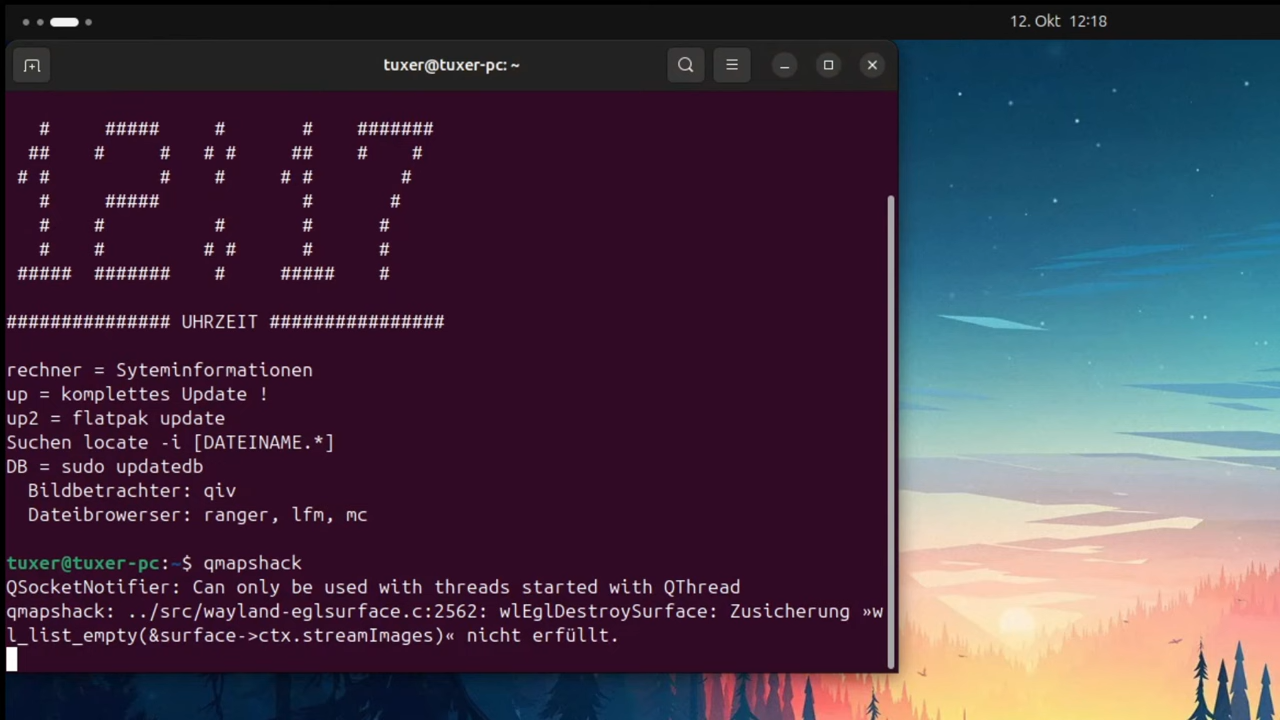 12. Okt 12:18
tuxer@tuxer-pc: ~
12:17
############### UHRZEIT ################
rechner = Syteminformationen
up = komplettes Update !
up2 = flatpak update
Suchen locate -i [DATEINAME.*]
DB = sudo updatedb
Bildbetrachter: qiv
Dateibrowerser: ranger, lfm, mc
tuxer@tuxer-pc:~$ qmapshack
QSocketNotifier: Can only be used with threads started with QThread
qmapshack: ../src/wayland-eglsurface.c:2562: wlEglDestroySurface: Zusicherung »w
l_list_empty(&surface->ctx.streamImages)« nicht erfüllt.